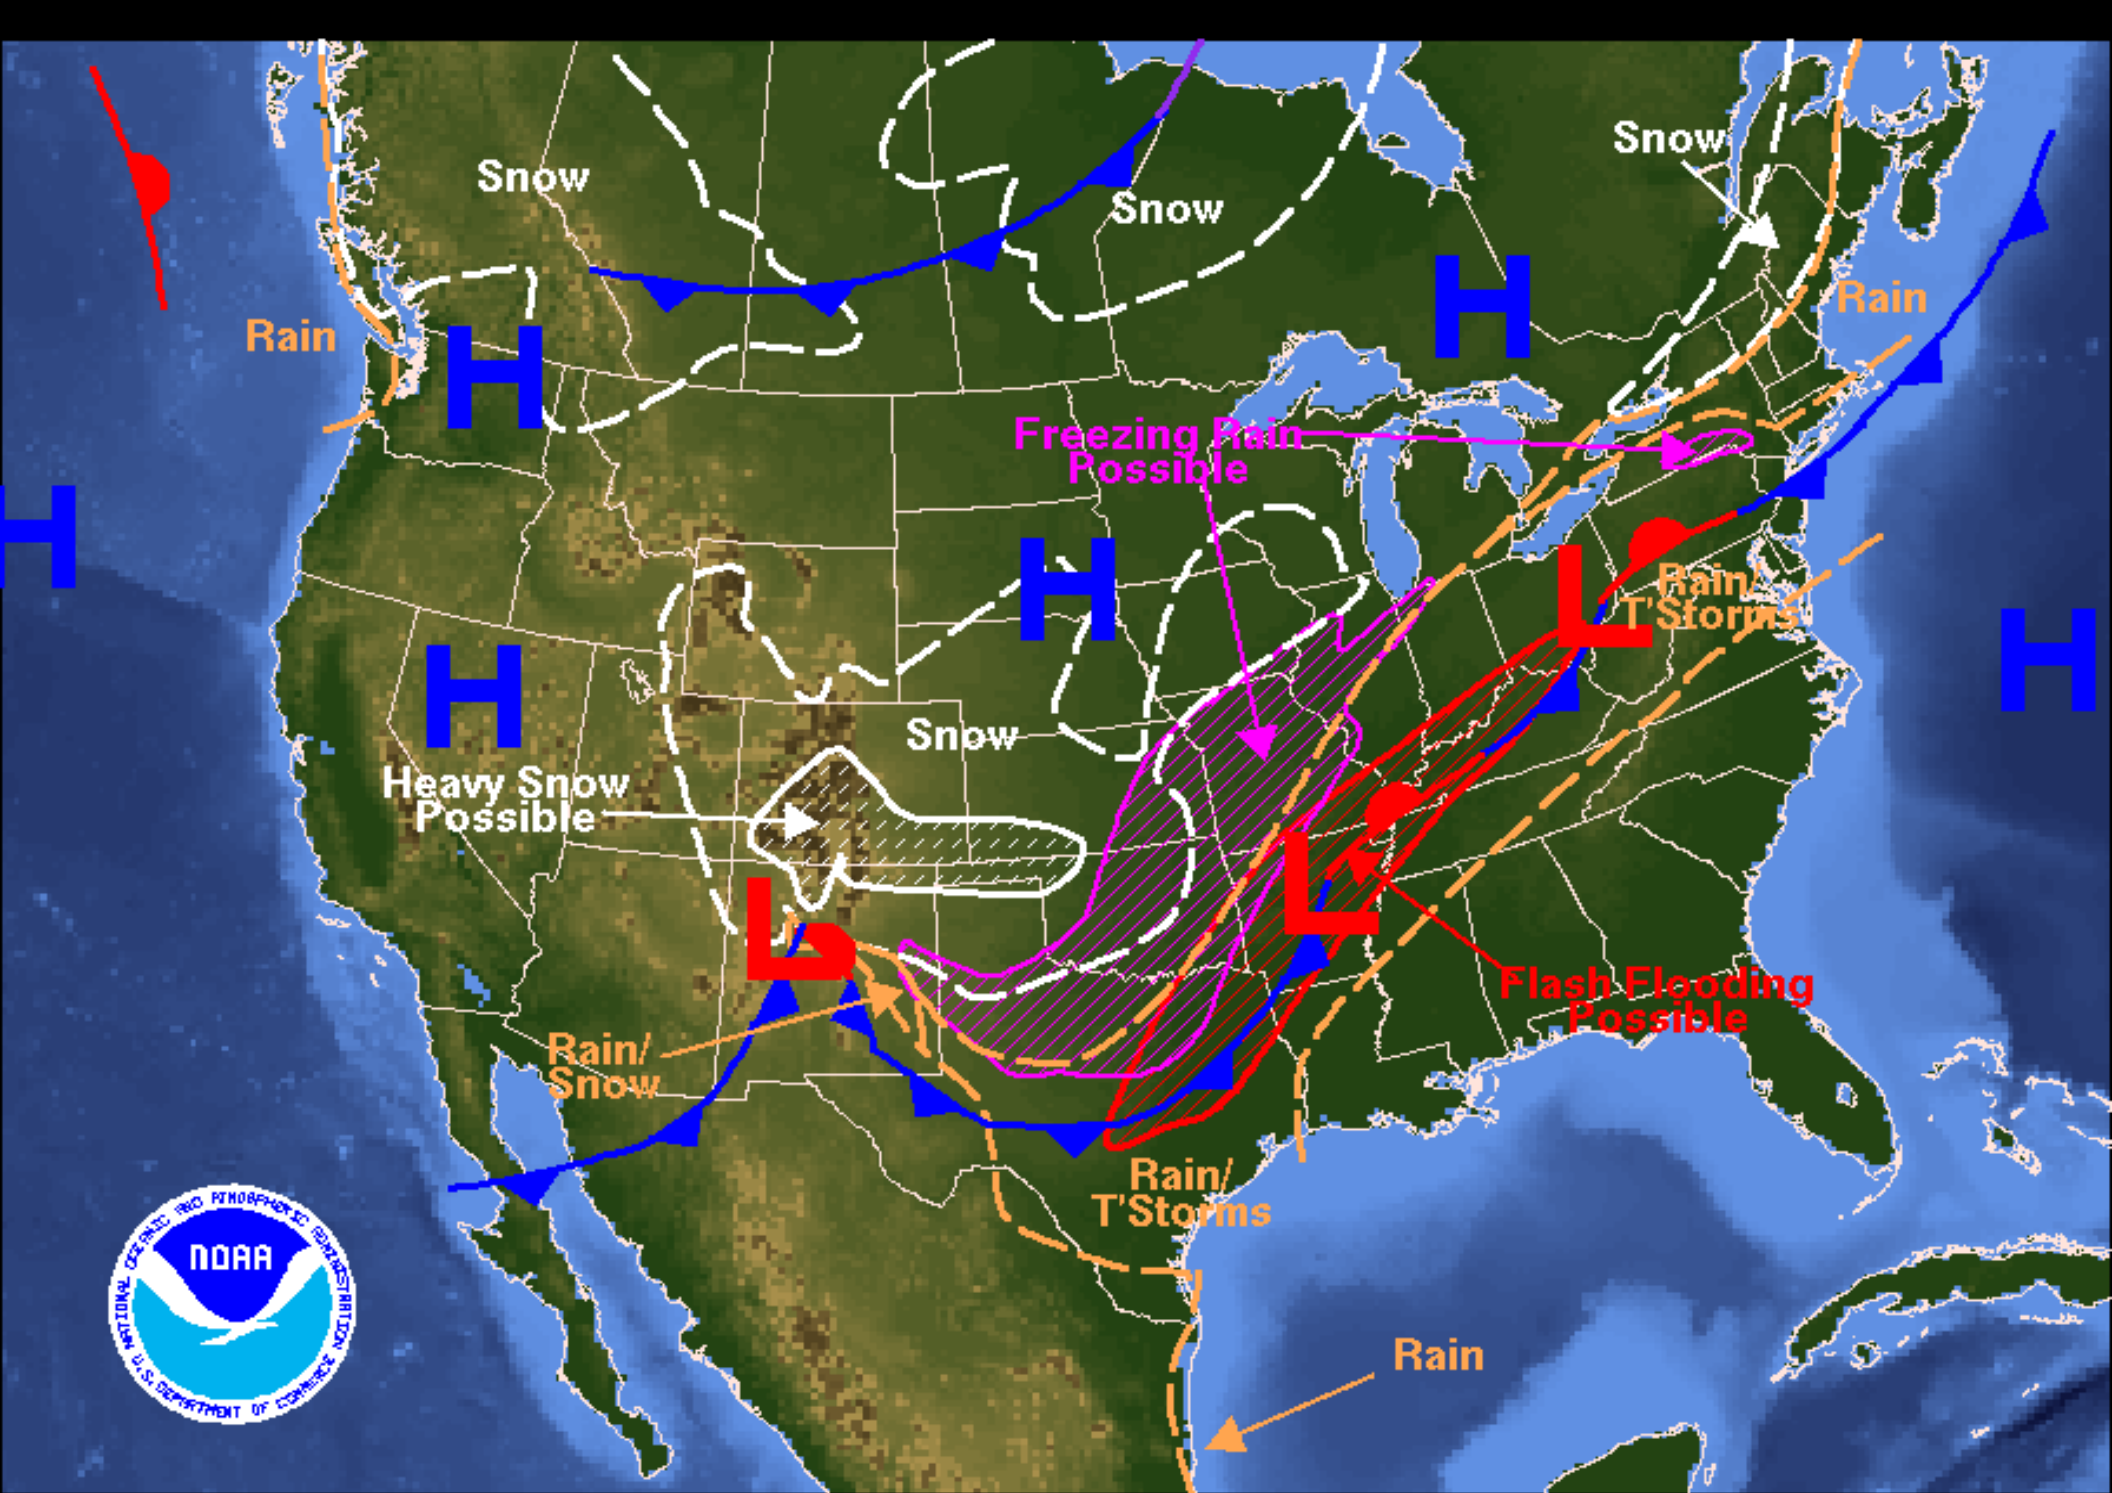 Snow
Snow
Snow
Rain
Rain
H
H
Freezing Rain
Possible
H
H
H
L
Rain/
T'Storms
H
H
Snow
Heavy Snow
Possible
L
L
Flash Flooding
Possible
Rain/
Snow
Rain/
T'Storms
Rain
NOAA
NATIONAL OCEANIC AND ATMOSPHERIC ADMINISTRATION
U.S. DEPARTMENT OF COMMERCE